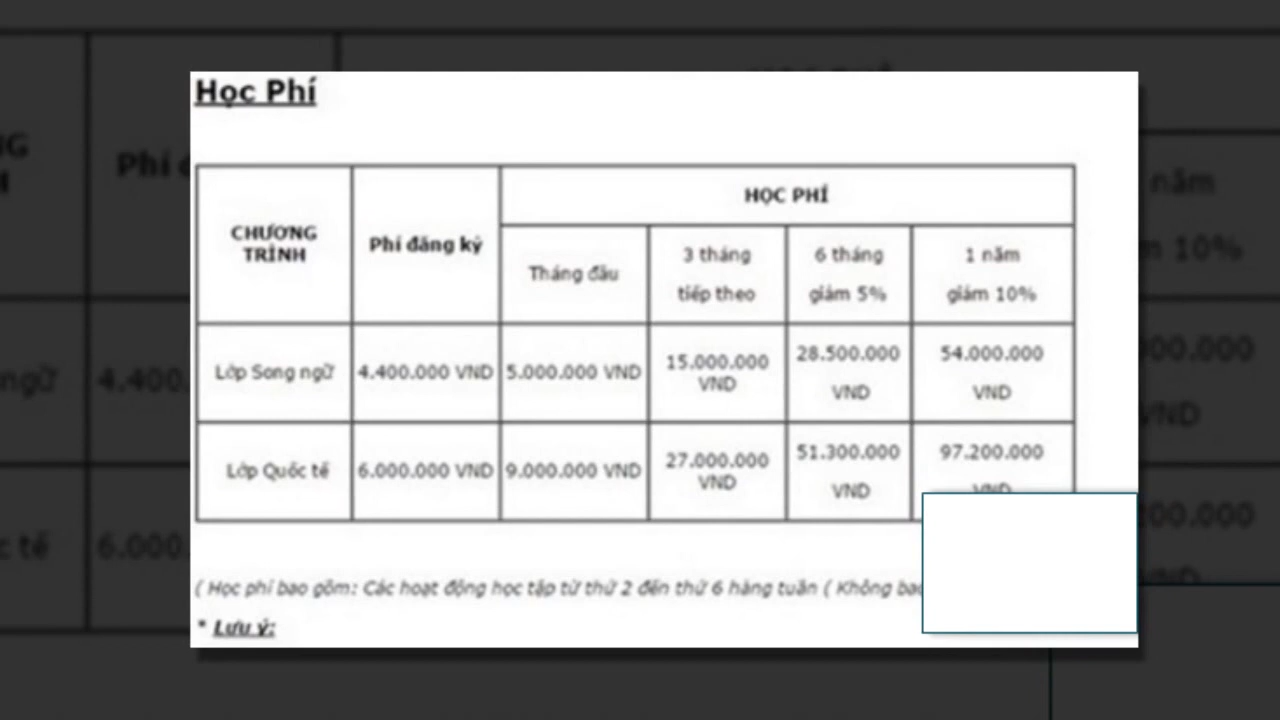 Học Phí
CHƯƠNG
TRÌNH
Phí đăng ký
HỌC PHÍ
Tháng đầu
3 tháng
tiếp theo
6 tháng
giảm 5%
1 năm
giảm 10%
Lớp Song ngữ
4.400.000 VND
5.000.000 VND
15.000.000
VND
28.500.000
VND
54.000.000
VND
Lớp Quốc tế
6.000.000 VND
9.000.000 VND
27.000.000
VND
51.300.000
VND
97.200.000
VND
( Học phí bao gồm: Các hoạt động học tập từ thứ 2 đến thứ 6 hàng tuần ( Không
* Lưu ý: